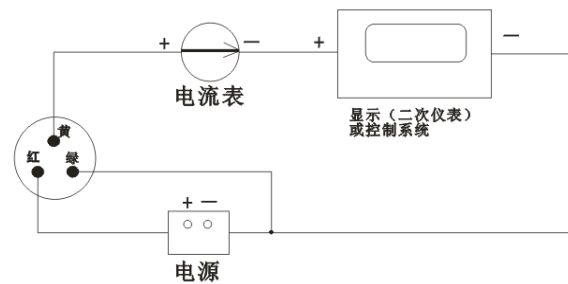 + — + —
电流表
显示（二次仪表）
或控制系统
黄
红 绿
+ —
电源